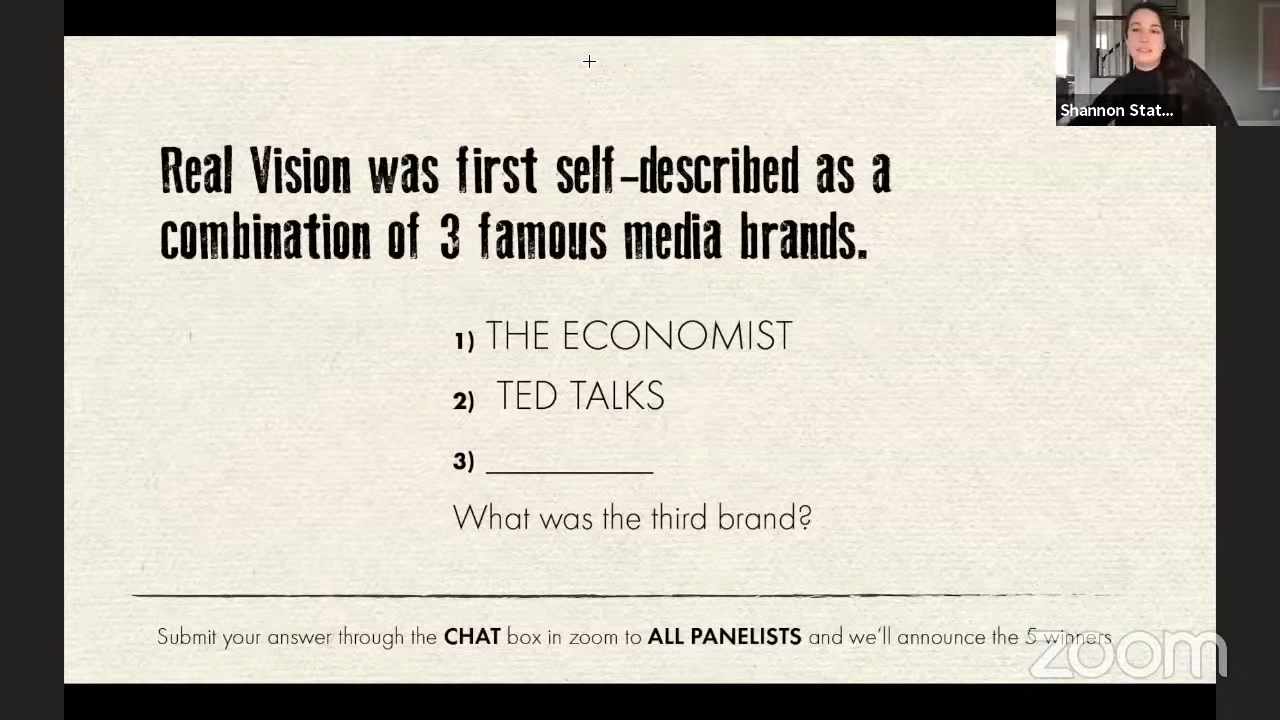 Shannon Stat...
Real Vision was first self-described as a
combination of 3 famous media brands.
1) THE ECONOMIST
2) TED TALKS
3) ____________
What was the third brand?
Submit your answer through the CHAT box in zoom to ALL PANELISTS and we'll announce the 5 winners
zoom